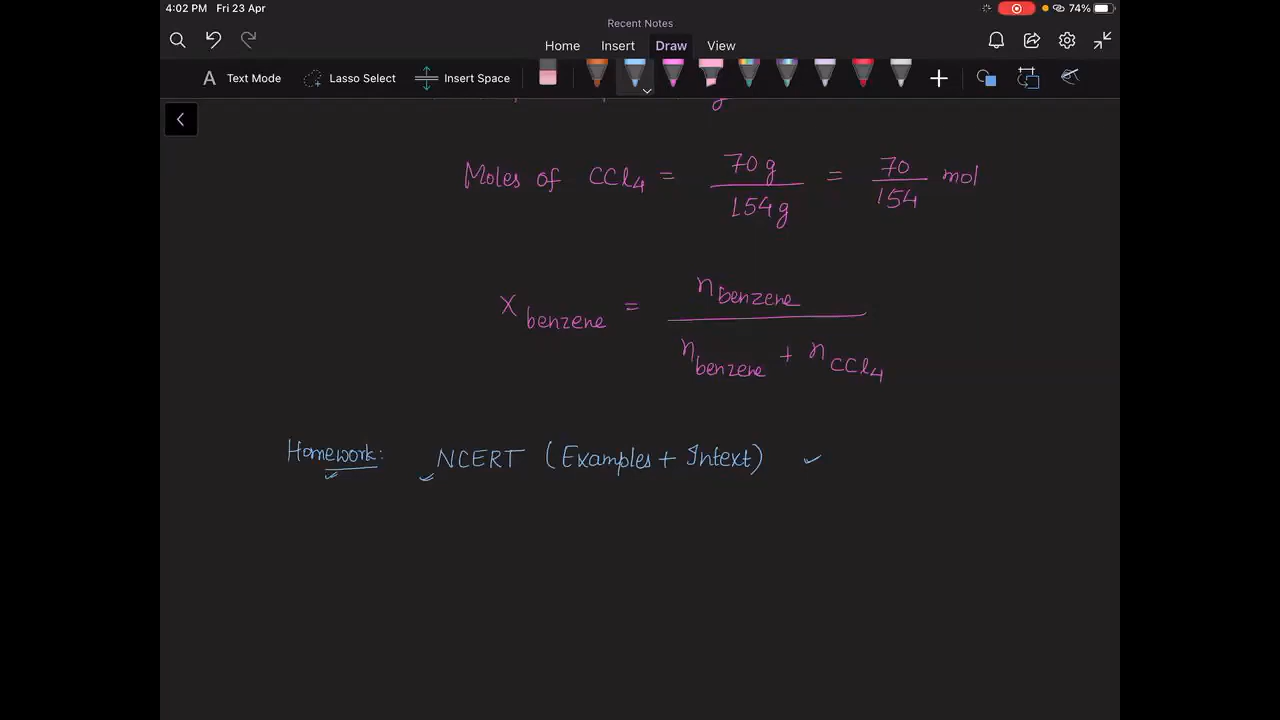 4:02 PM Fri 23 Apr
74%
Recent Notes
Home Insert Draw View
A Text Mode Lasso Select Insert Space
Moles of CCl4 = 70 g / 154 g = 70 / 154 mol
x benzene = n benzene / n benzene + n CCl4
Homework: NCERT (Examples + Intext)